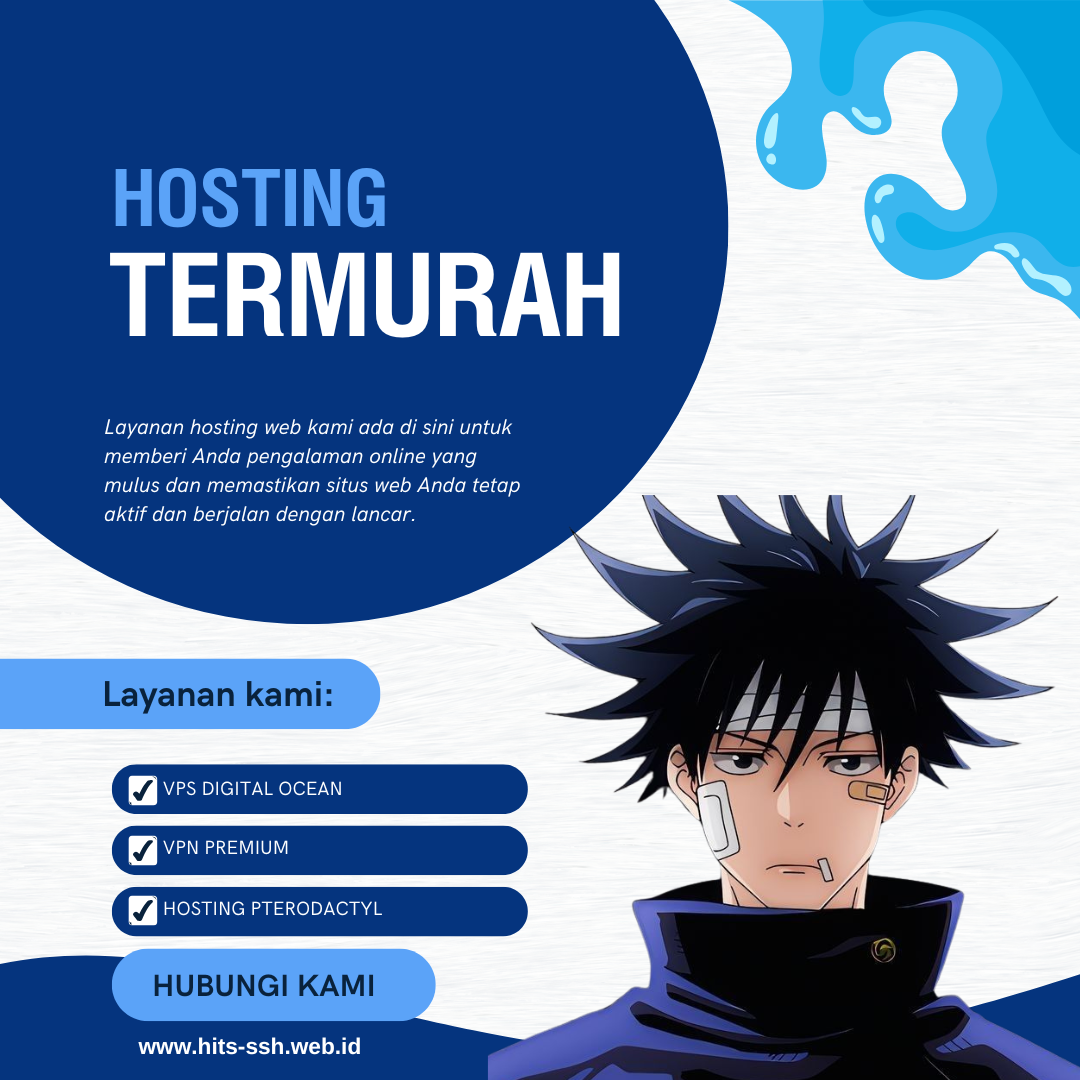 HOSTING
TERMURAH
Layanan hosting web kami ada di sini untuk
memberi Anda pengalaman online yang
mulus dan memastikan situs web Anda tetap
aktif dan berjalan dengan lancar.
Layanan kami:
VPS DIGITAL OCEAN
VPN PREMIUM
HOSTING PTERODACTYL
HUBUNGI KAMI
www.hits-ssh.web.id